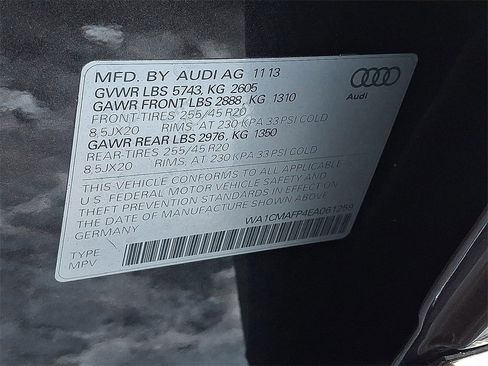 MFD. BY AUDI AG 11 13
GVWR LBS 5743, KG 2605
GAWR FRONT LBS 2888, KG 1310
FRONT-TIRES 255/45 R20
8,5JX20 RIMS, AT 230 KPA 33 PSI COLD
GAWR REAR LBS 2976, KG 1350
REAR-TIRES 255/45 R20
8,5JX20 RIMS, AT 230 KPA 33 PSI COLD
THIS VEHICLE CONFORMS TO ALL APPLICABLE
U S FEDERAL MOTOR VEHICLE SAFETY AND
THEFT PREVENTION STANDARDS IN EFFECT ON
THE DATE OF MANUFACTURE SHOWN ABOVE
GERMANY
WA1CMAFP4EA061259
TYPE
MPV
Audi